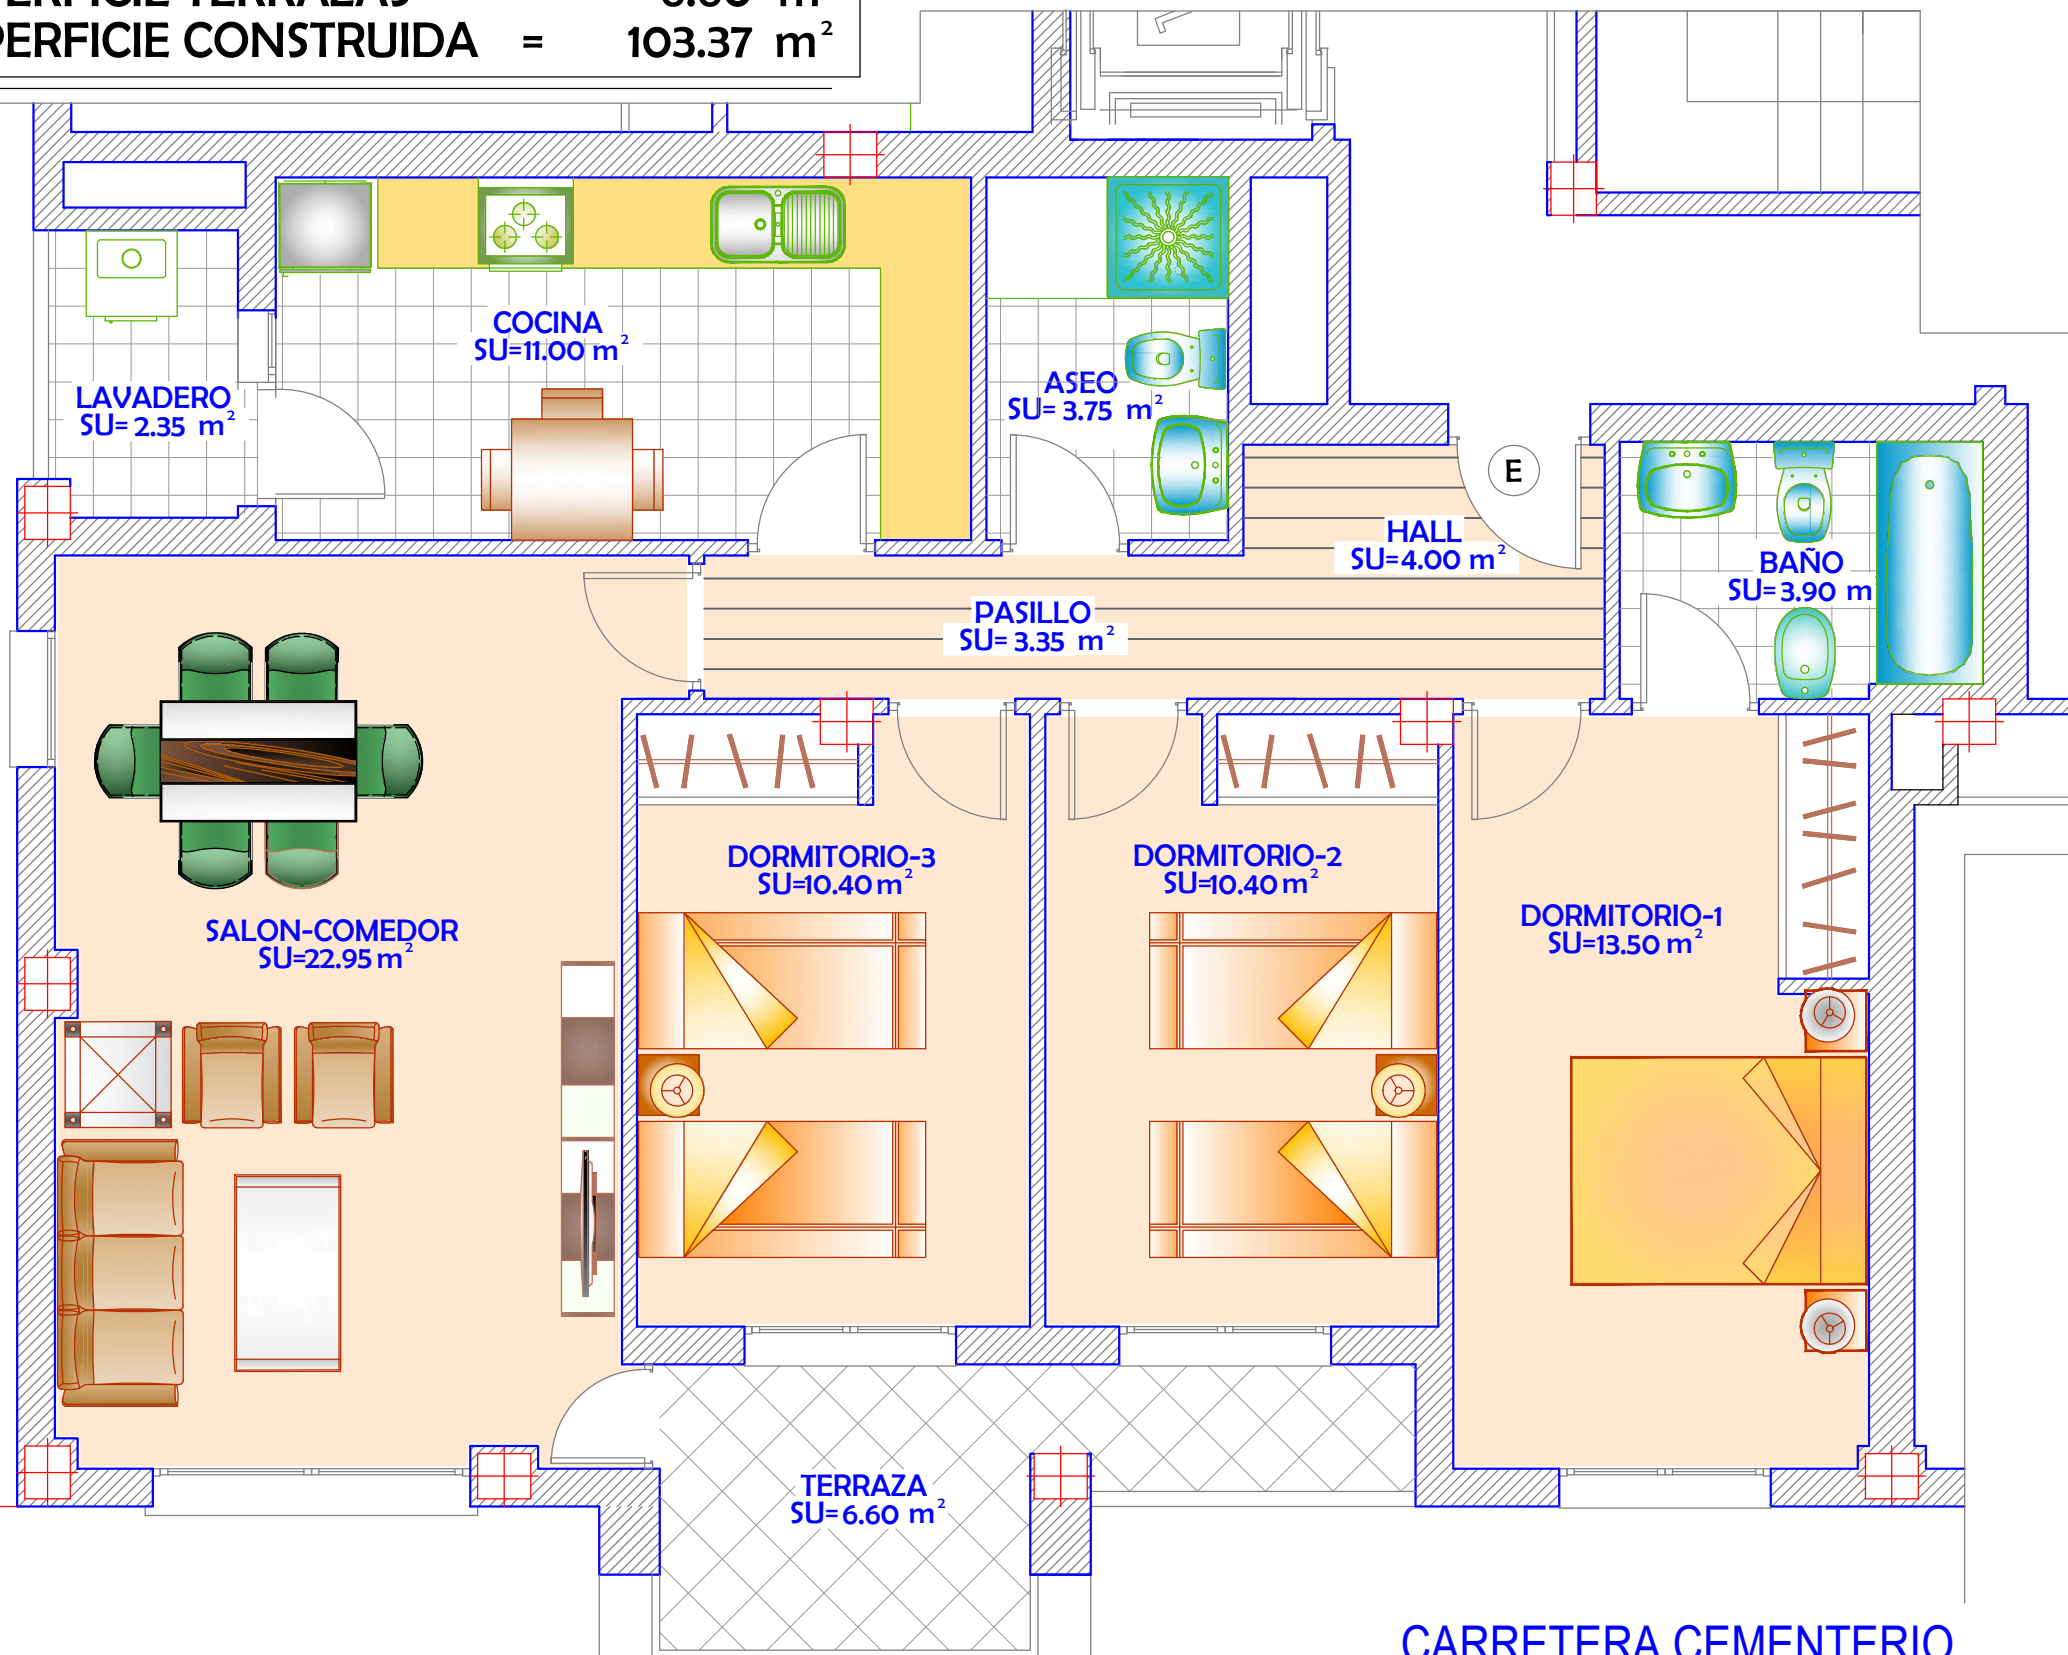 SUPERFICIE CONSTRUIDA = 103.37 m²
COCINA
SU=11.00 m²
LAVADERO
SU= 2.35 m²
ASEO
SU= 3.75 m²
E
HALL
SU=4.00 m²
BAÑO
SU= 3.90 m
PASILLO
SU= 3.35 m²
DORMITORIO-3
SU=10.40 m²
DORMITORIO-2
SU=10.40 m²
DORMITORIO-1
SU=13.50 m²
SALON-COMEDOR
SU=22.95 m²
TERRAZA
SU= 6.60 m²
CARRETERA CEMENTERIO